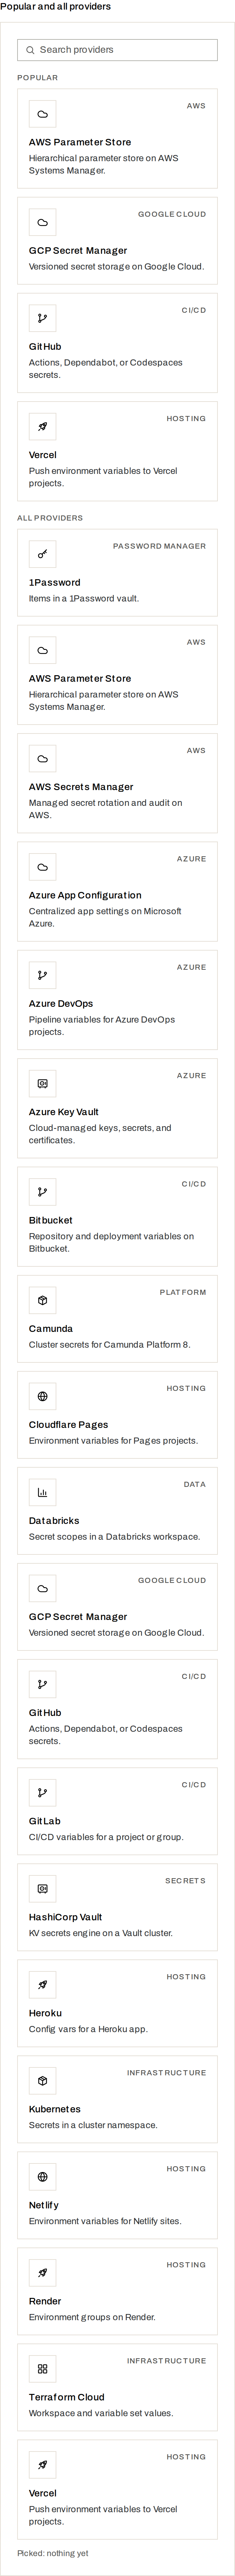 Popular and all providers
Search providers
POPULAR
AWS
AWS Parameter Store
Hierarchical parameter store on AWS
Systems Manager.
GOOGLE CLOUD
GCP Secret Manager
Versioned secret storage on Google Cloud.
CI/CD
GitHub
Actions, Dependabot, or Codespaces
secrets.
HOSTING
Vercel
Push environment variables to Vercel
projects.
ALL PROVIDERS
PASSWORD MANAGER
1Password
Items in a 1Password vault.
AWS
AWS Parameter Store
Hierarchical parameter store on AWS
Systems Manager.
AWS
AWS Secrets Manager
Managed secret rotation and audit on
AWS.
AZURE
Azure App Configuration
Centralized app settings on Microsoft
Azure.
AZURE
Azure DevOps
Pipeline variables for Azure DevOps
projects.
AZURE
Azure Key Vault
Cloud-managed keys, secrets, and
certificates.
CI/CD
Bitbucket
Repository and deployment variables on
Bitbucket.
PLATFORM
Camunda
Cluster secrets for Camunda Platform 8.
HOSTING
Cloudflare Pages
Environment variables for Pages projects.
DATA
Databricks
Secret scopes in a Databricks workspace.
GOOGLE CLOUD
GCP Secret Manager
Versioned secret storage on Google Cloud.
CI/CD
GitHub
Actions, Dependabot, or Codespaces
secrets.
CI/CD
GitLab
CI/CD variables for a project or group.
SECRETS
HashiCorp Vault
KV secrets engine on a Vault cluster.
HOSTING
Heroku
Config vars for a Heroku app.
INFRASTRUCTURE
Kubernetes
Secrets in a cluster namespace.
HOSTING
Netlify
Environment variables for Netlify sites.
HOSTING
Render
Environment groups on Render.
INFRASTRUCTURE
Terraform Cloud
Workspace and variable set values.
HOSTING
Vercel
Push environment variables to Vercel
projects.
Picked: nothing yet